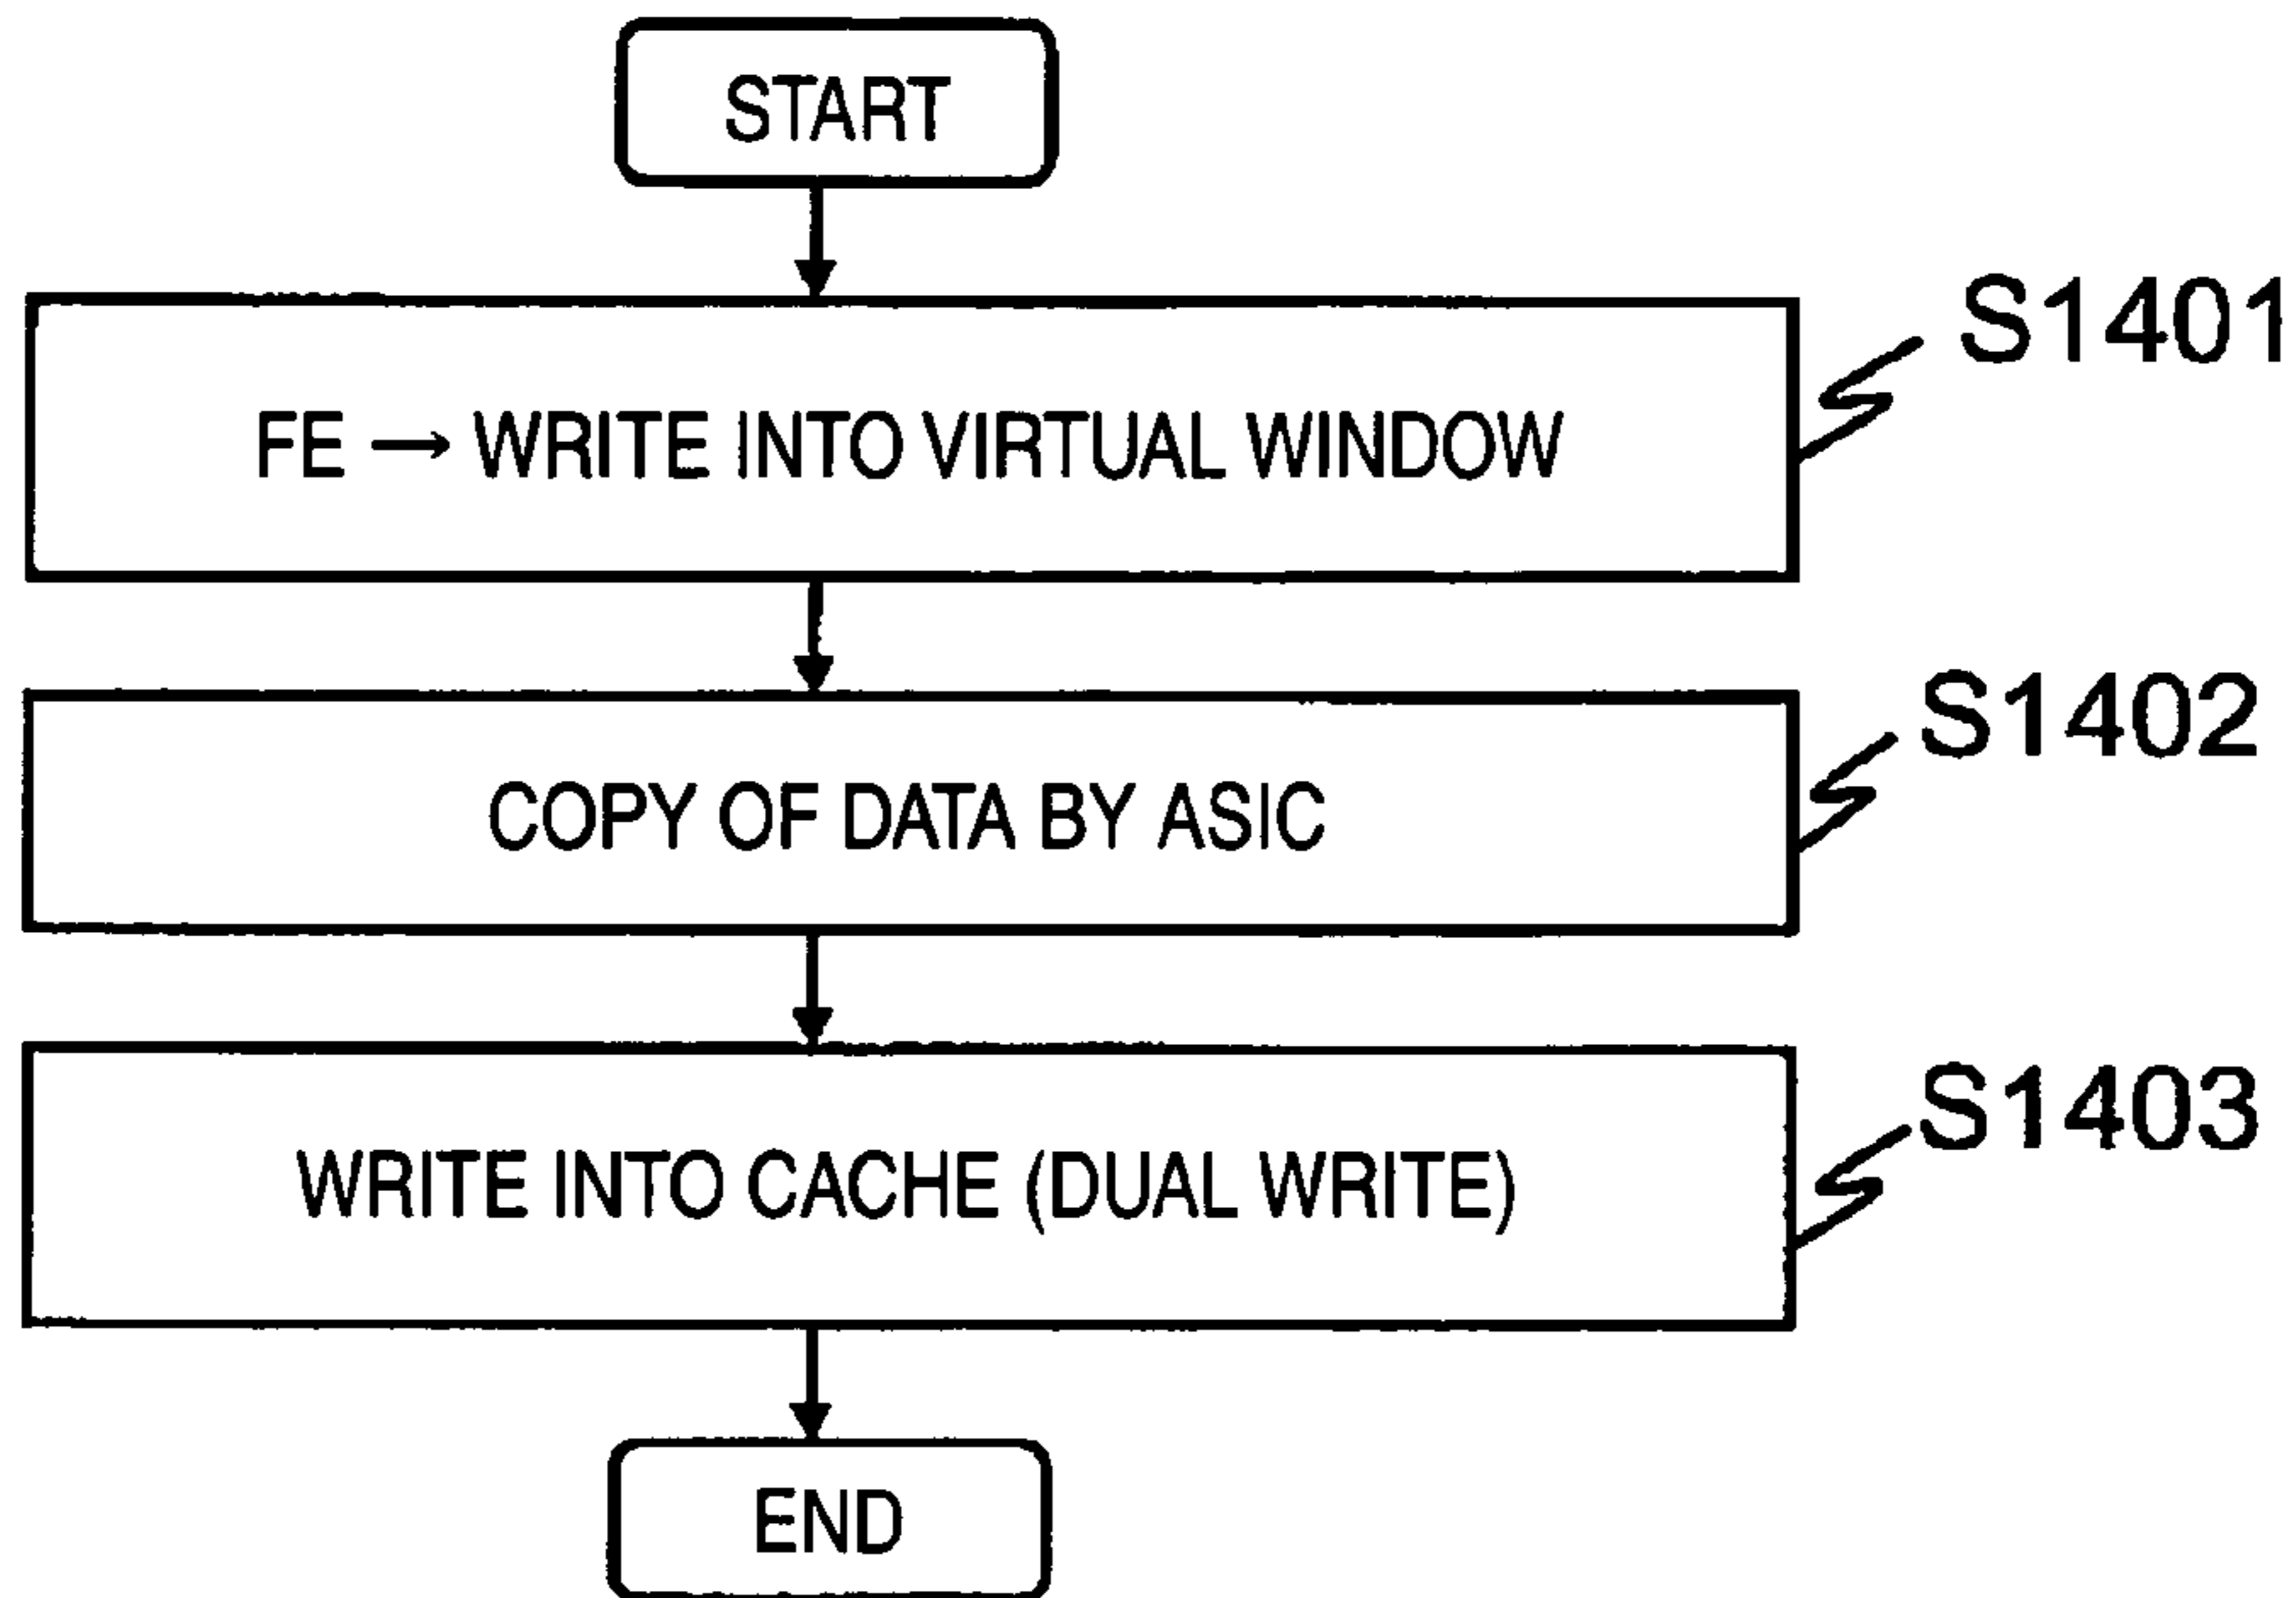 START
S1401
FE → WRITE INTO VIRTUAL WINDOW
S1402
COPY OF DATA BY ASIC
S1403
WRITE INTO CACHE (DUAL WRITE)
END